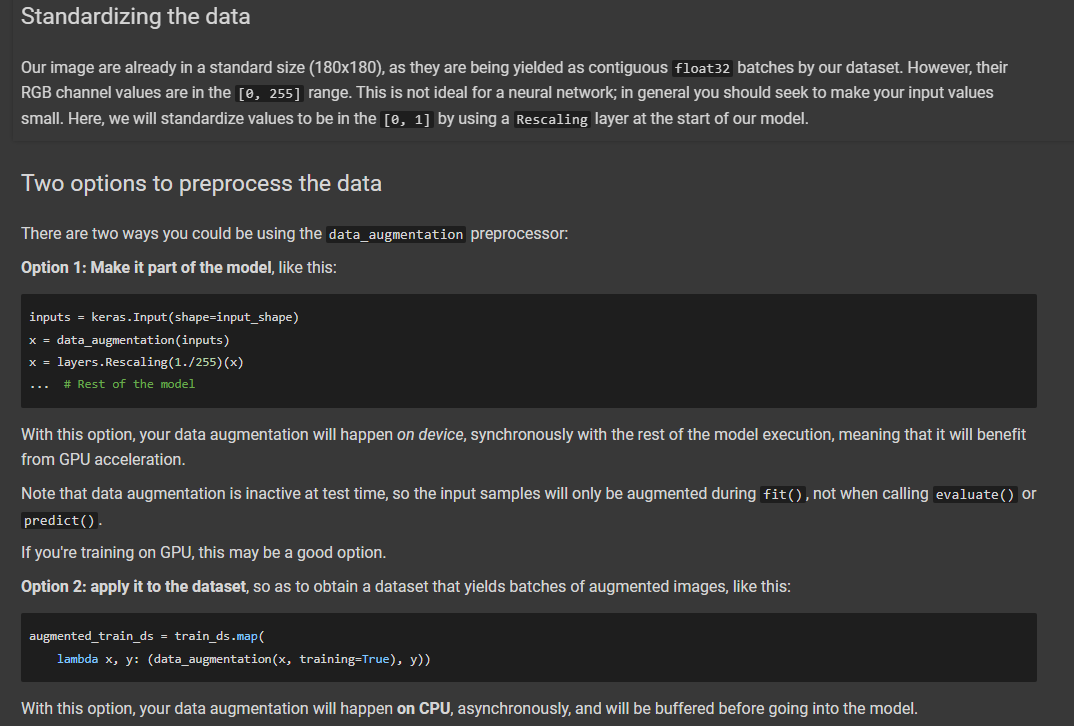 Standardizing the data
Our image are already in a standard size (180x180), as they are being yielded as contiguous float32 batches by our dataset. However, their
RGB channel values are in the [0, 255] range. This is not ideal for a neural network; in general you should seek to make your input values
small. Here, we will standardize values to be in the [0, 1] by using a Rescaling layer at the start of our model.
Two options to preprocess the data
There are two ways you could be using the data_augmentation preprocessor:
Option 1: Make it part of the model, like this:
inputs = keras.Input(shape=input_shape)
x = data_augmentation(inputs)
x = layers.Rescaling(1./255)(x)
...  # Rest of the model
With this option, your data augmentation will happen on device, synchronously with the rest of the model execution, meaning that it will benefit
from GPU acceleration.
Note that data augmentation is inactive at test time, so the input samples will only be augmented during fit(), not when calling evaluate() or
predict().
If you're training on GPU, this may be a good option.
Option 2: apply it to the dataset, so as to obtain a dataset that yields batches of augmented images, like this:
augmented_train_ds = train_ds.map(
    lambda x, y: (data_augmentation(x, training=True), y))
With this option, your data augmentation will happen on CPU, asynchronously, and will be buffered before going into the model.